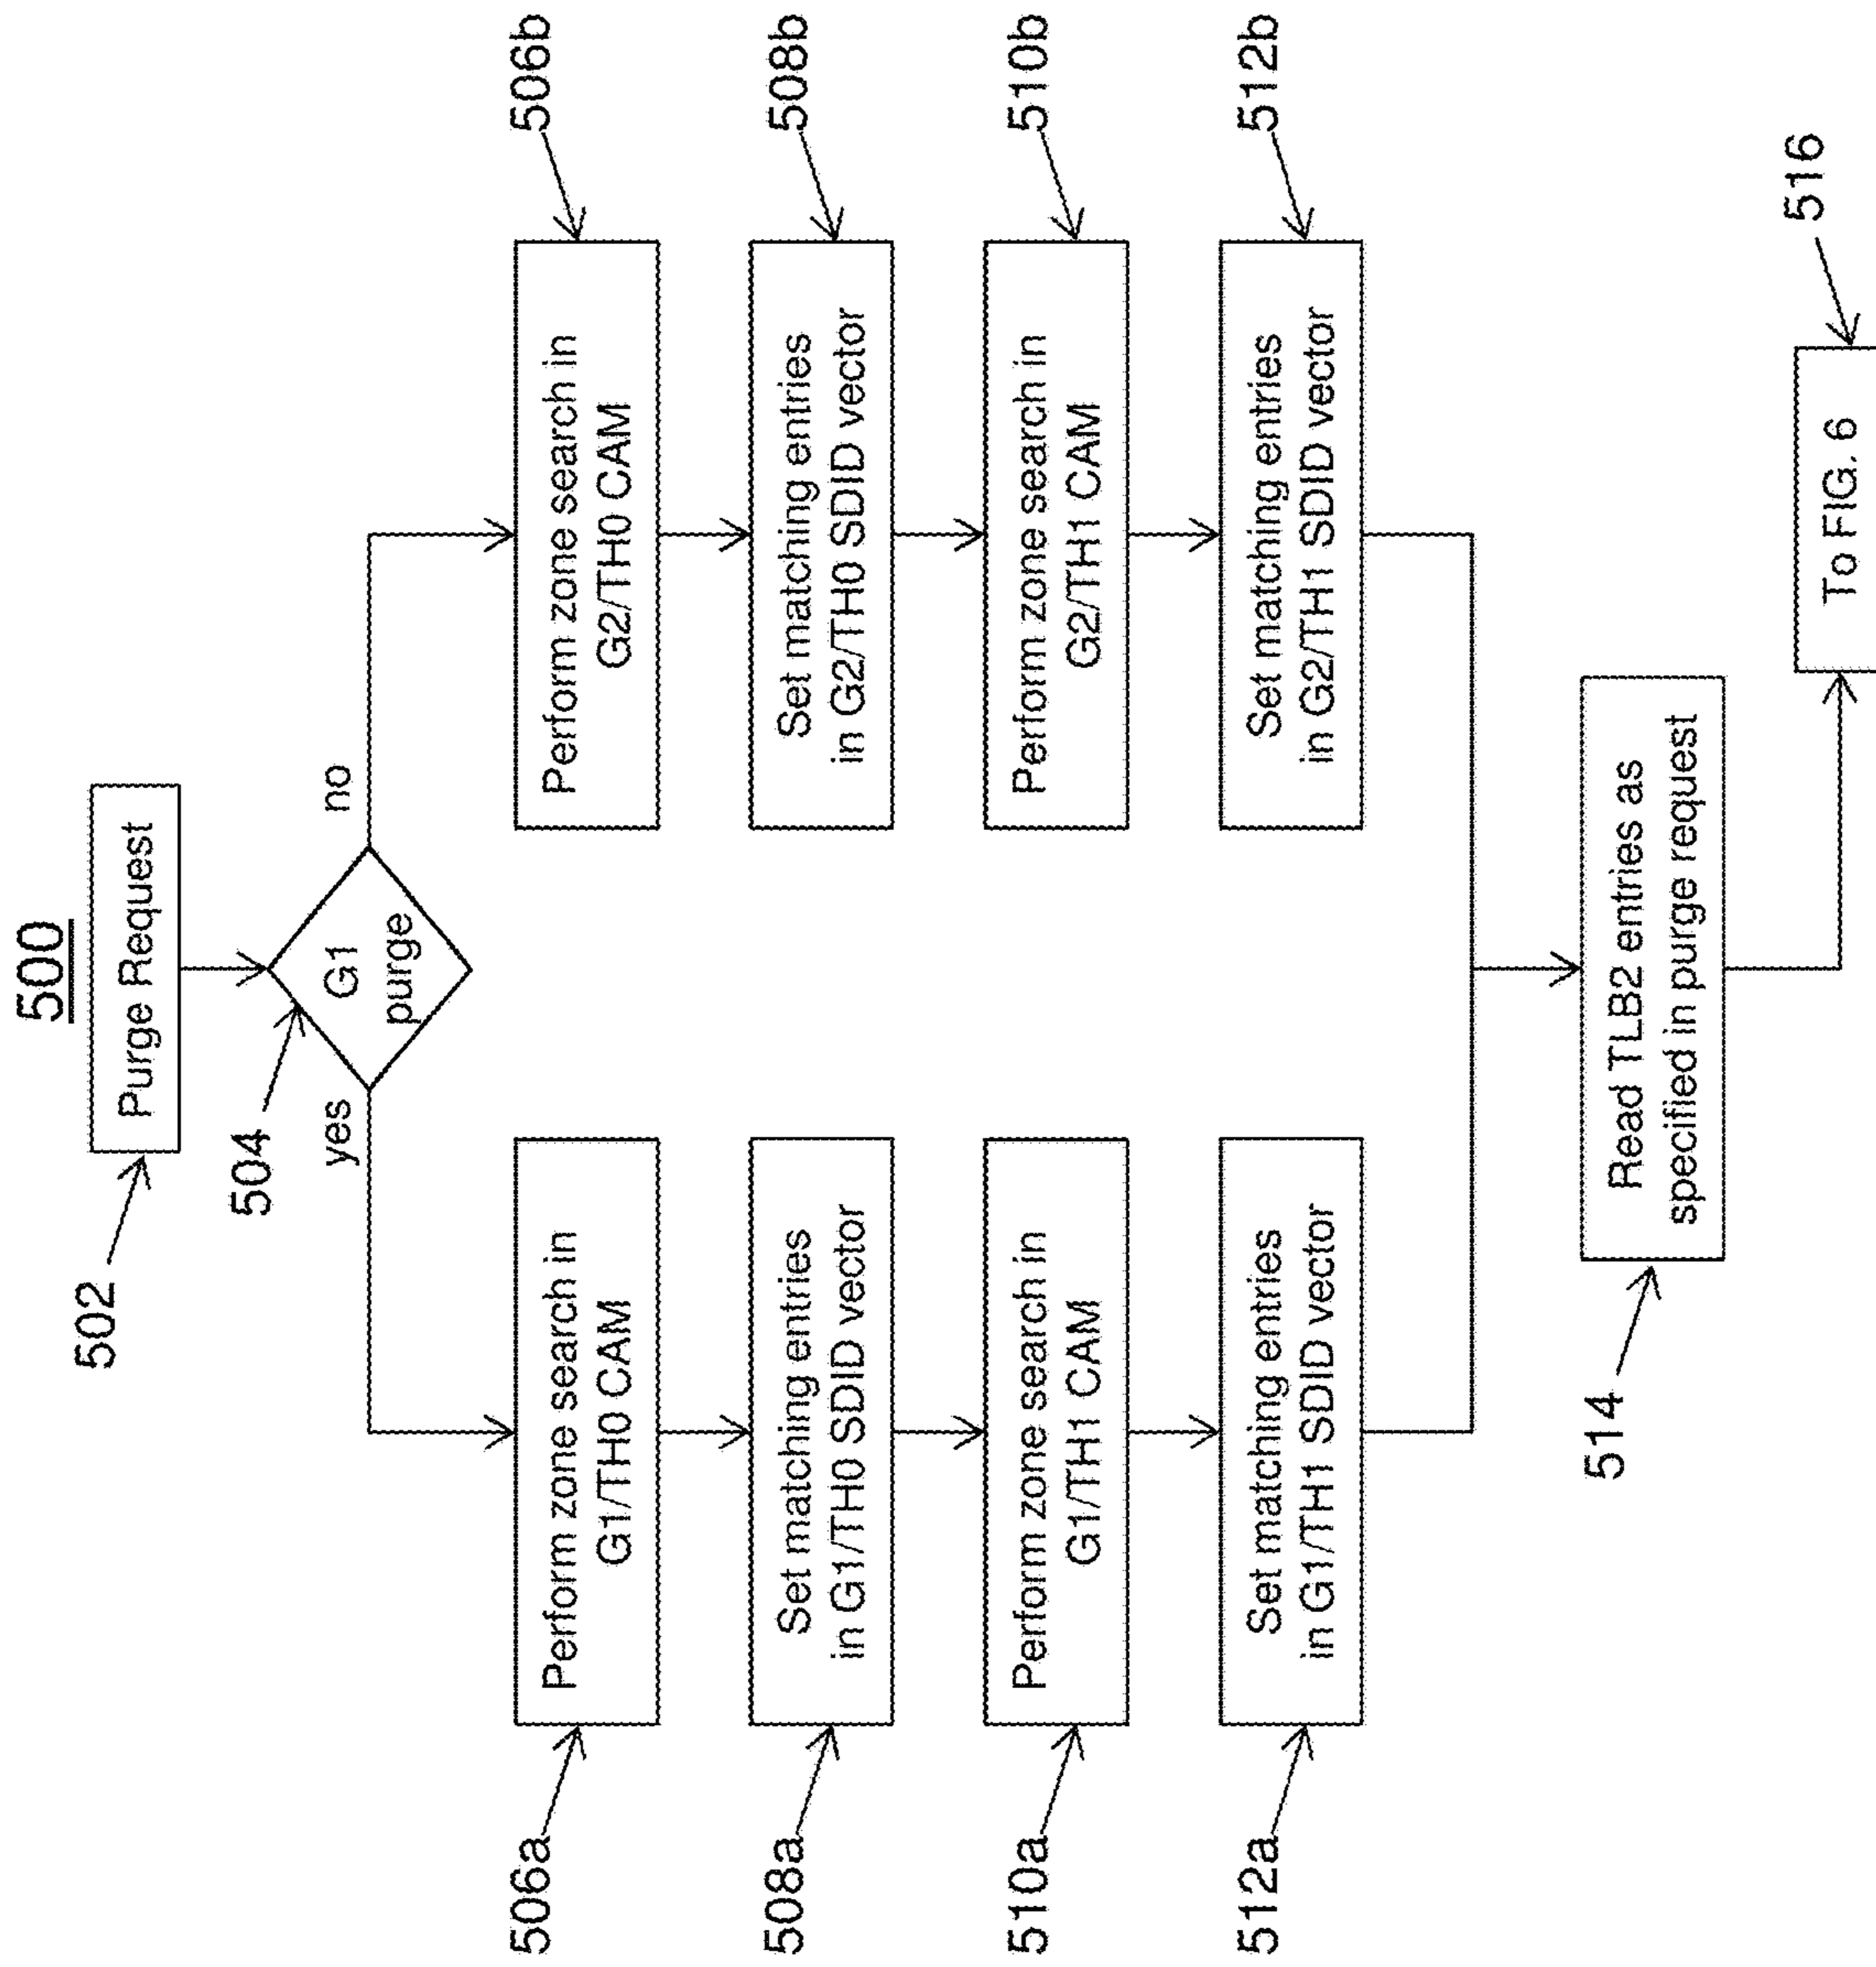 500
Purge Request
502
504
G1
purge
yes
no
Perform zone search in
G1/TH0 CAM
506a
Perform zone search in
G2/TH0 CAM
506b
Set matching entries
in G1/TH0 SDID vector
508a
Set matching entries
in G2/TH0 SDID vector
508b
Perform zone search in
G1/TH1 CAM
510a
Perform zone search in
G2/TH1 CAM
510b
Set matching entries
in G1/TH1 SDID vector
512a
Set matching entries
in G2/TH1 SDID vector
512b
Read TLB2 entries as
specified in purge request
514
To FIG. 6
516